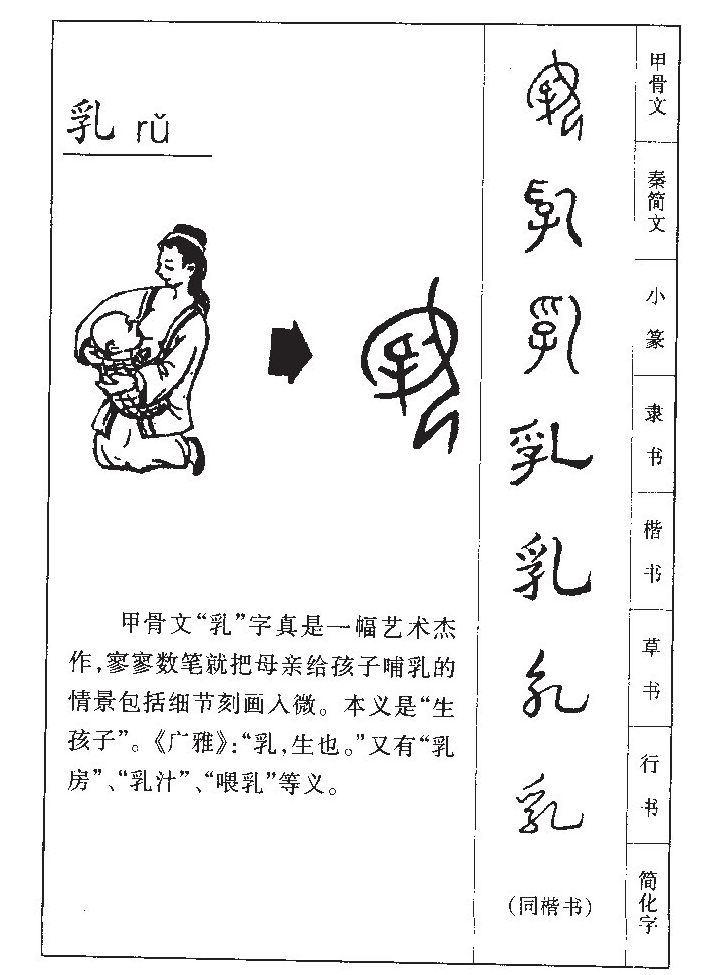 乳 rǔ
甲骨文“乳”字真是一幅艺术杰
作,寥寥数笔就把母亲给孩子哺乳的
情景包括细节刻画入微。本义是“生
孩子”。《广雅》:“乳,生也。”又有“乳
房”、“乳汁”、“喂乳”等义。
甲骨文
秦简文
乳
小篆
乳
隶书
乳
楷书
乳
草书
乳
行书
乳
简化字
(同楷书)